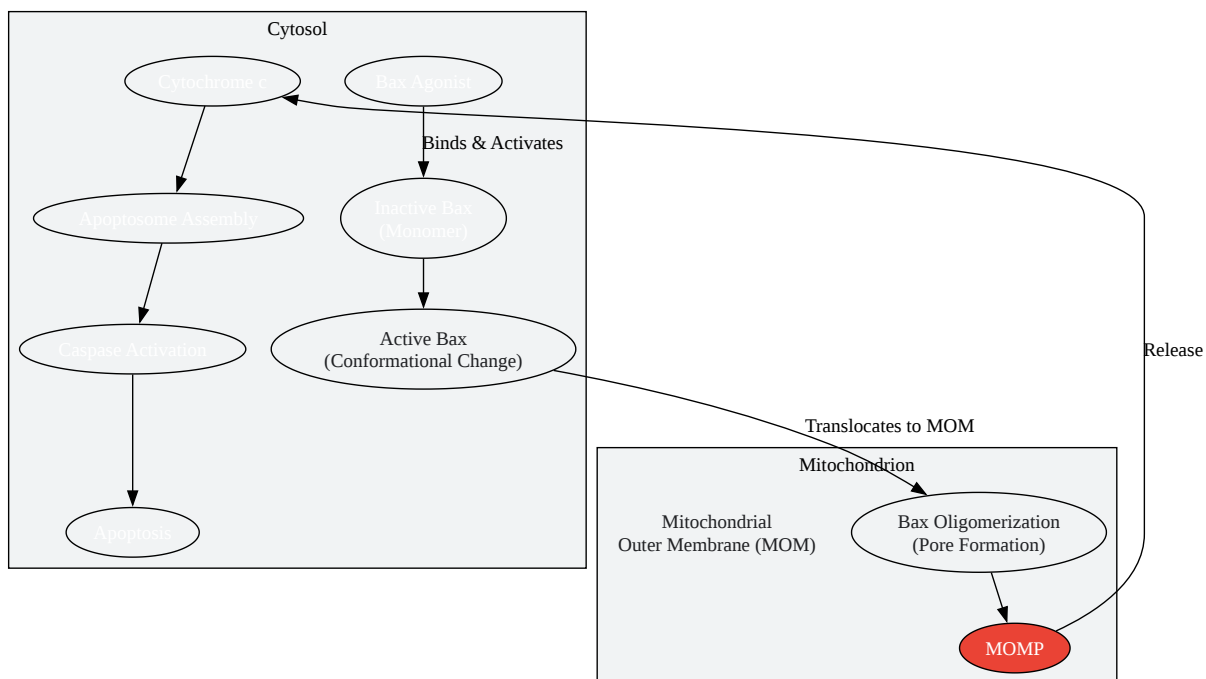 Cytosol
Cytochrome c
Bax Agonist
Binds & Activates
Apoptosome Assembly
Inactive Bax
(Monomer)
Caspase Activation
Active Bax
(Conformational Change)
Release
Translocates to MOM
Mitochondrion
Apoptosis
Mitochondrial
Outer Membrane (MOM)
Bax Oligomerization
(Pore Formation)
MOMP